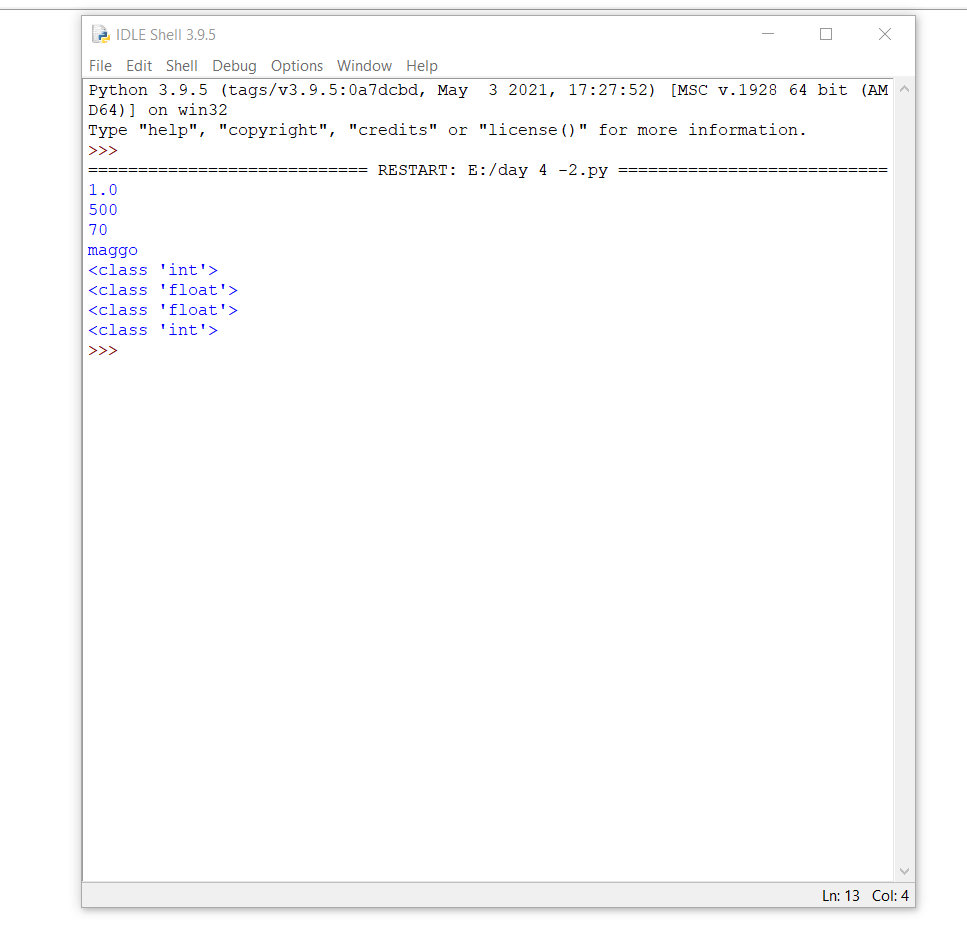 IDLE Shell 3.9.5
File Edit Shell Debug Options Window Help
Python 3.9.5 (tags/v3.9.5:0a7dcbd, May  3 2021, 17:27:52) [MSC v.1928 64 bit (AM
D64)] on win32
Type "help", "copyright", "credits" or "license()" for more information.
>>>
============================ RESTART: E:/day 4 -2.py ===========================
1.0
500
70
maggo
<class 'int'>
<class 'float'>
<class 'float'>
<class 'int'>
>>>
Ln: 13 Col: 4